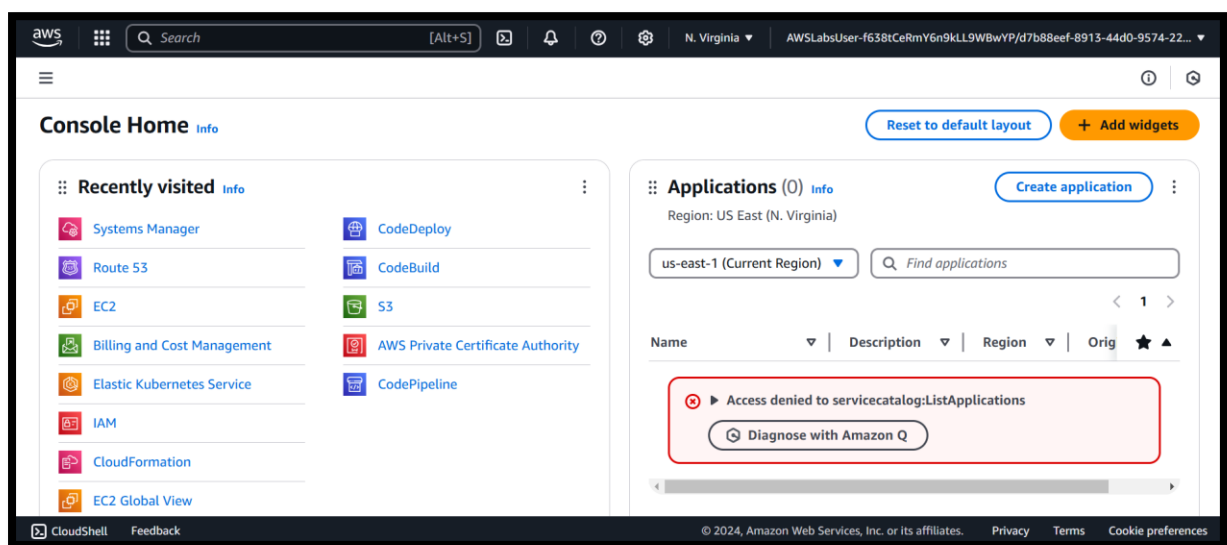 aws
Search [Alt+S]
N. Virginia
AWSLabsUser-f638tCeRmY6n9kLL9WBwYP/d7b88eef-8913-44d0-9574-22...
Console Home Info
Reset to default layout
+ Add widgets
Recently visited Info
Systems Manager
Route 53
EC2
Billing and Cost Management
Elastic Kubernetes Service
IAM
CloudFormation
EC2 Global View
CodeDeploy
CodeBuild
S3
AWS Private Certificate Authority
CodePipeline
Applications (0) Info
Create application
Region: US East (N. Virginia)
us-east-1 (Current Region)
Find applications
1
Name Description Region Orig
Access denied to servicecatalog:ListApplications
Diagnose with Amazon Q
CloudShell Feedback
© 2024, Amazon Web Services, Inc. or its affiliates. Privacy Terms Cookie preferences